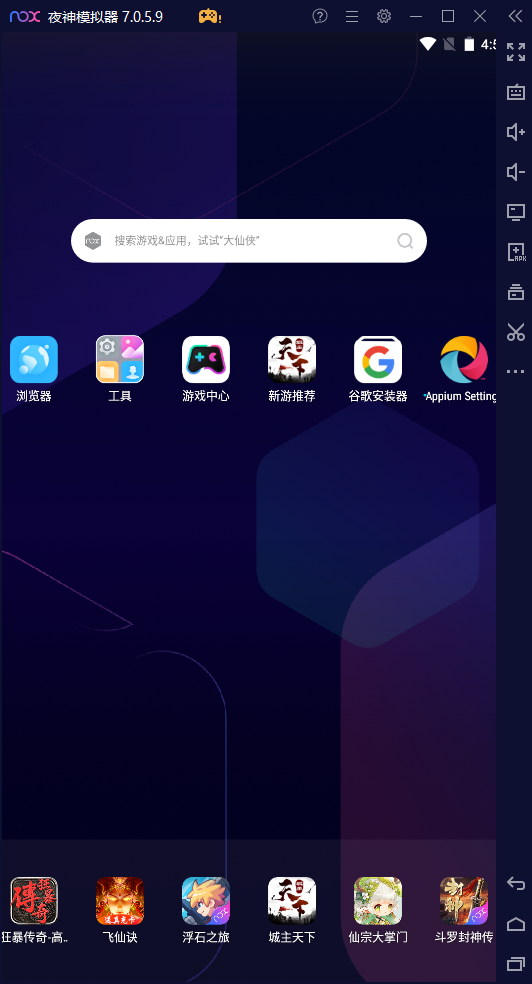 nox 夜神模拟器 7.0.5.9
4:5
搜索游戏&应用，试试"大仙侠"
浏览器
工具
游戏中心
新游推荐
谷歌安装器
Appium Setting
狂暴传奇-高..
飞仙诀
浮石之旅
城主天下
仙宗大掌门
斗罗封神传